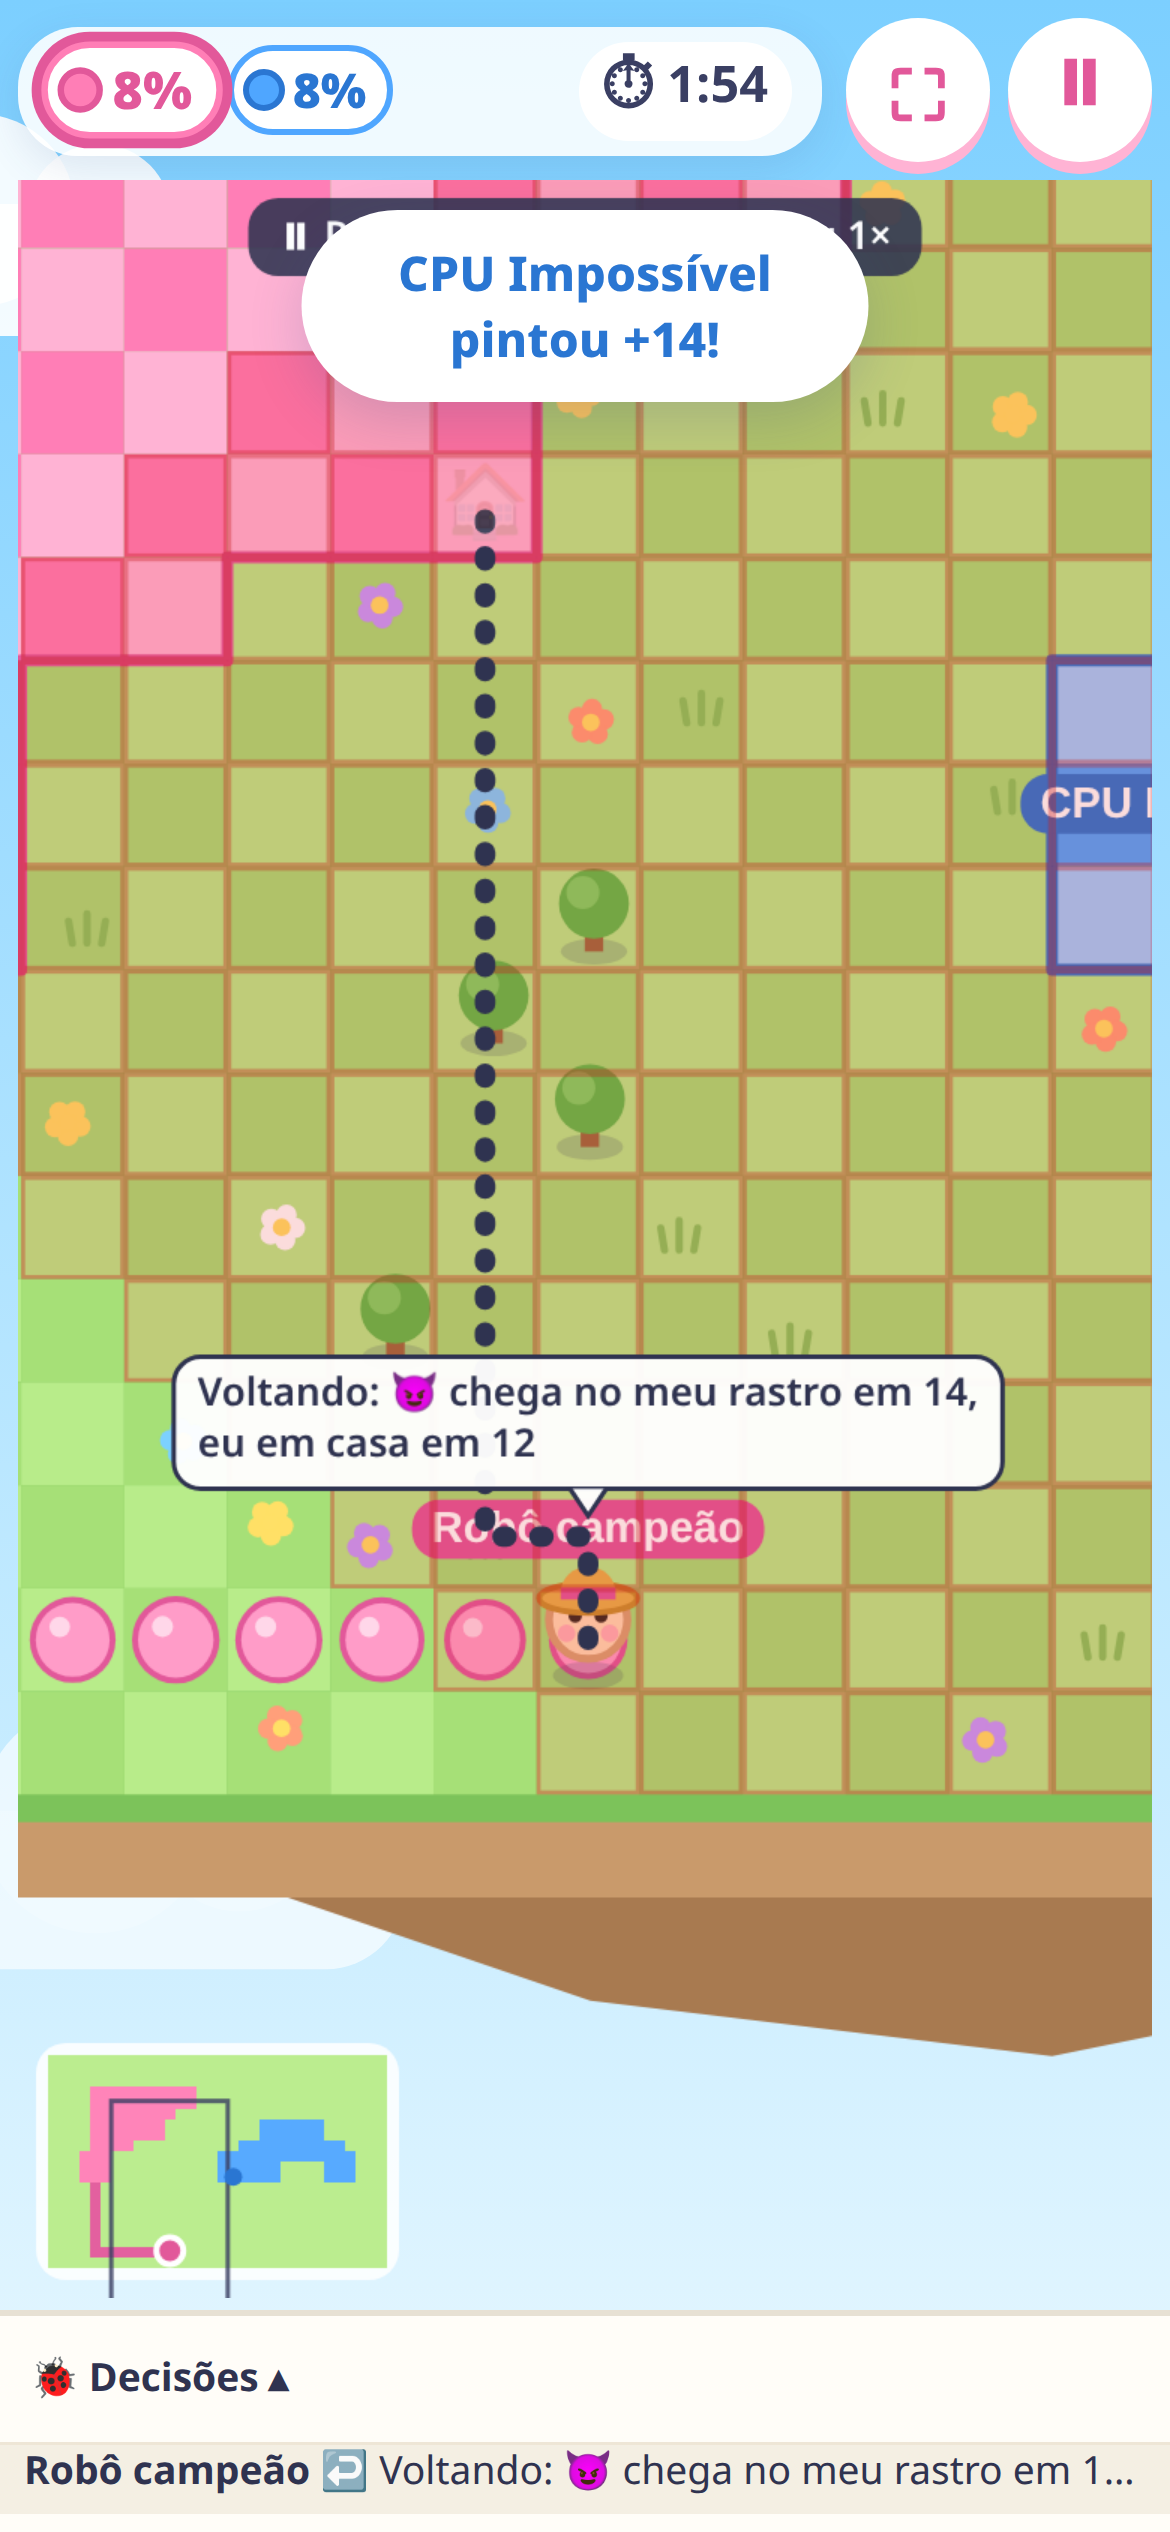 8%
8%
1:54
1×
CPU Impossível
pintou +14!
CPU
Voltando: 😈 chega no meu rastro em 14,
eu em casa em 12
Robô campeão
🐞 Decisões ▲
Robô campeão ↩️ Voltando: 😈 chega no meu rastro em 1...